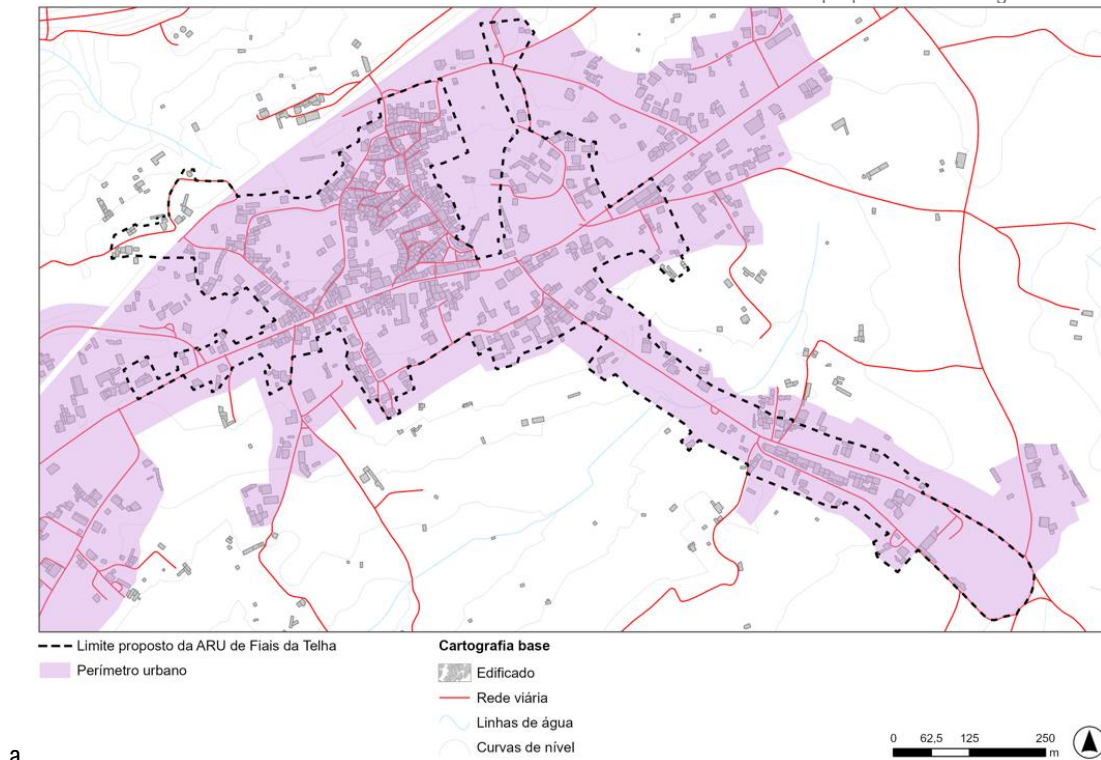 Limite proposto da ARU de Fiais da Telha
Perímetro urbano
Cartografia base
Edificado
Rede viária
Linhas de água
Curvas de nível
0 62,5 125 250
m
a